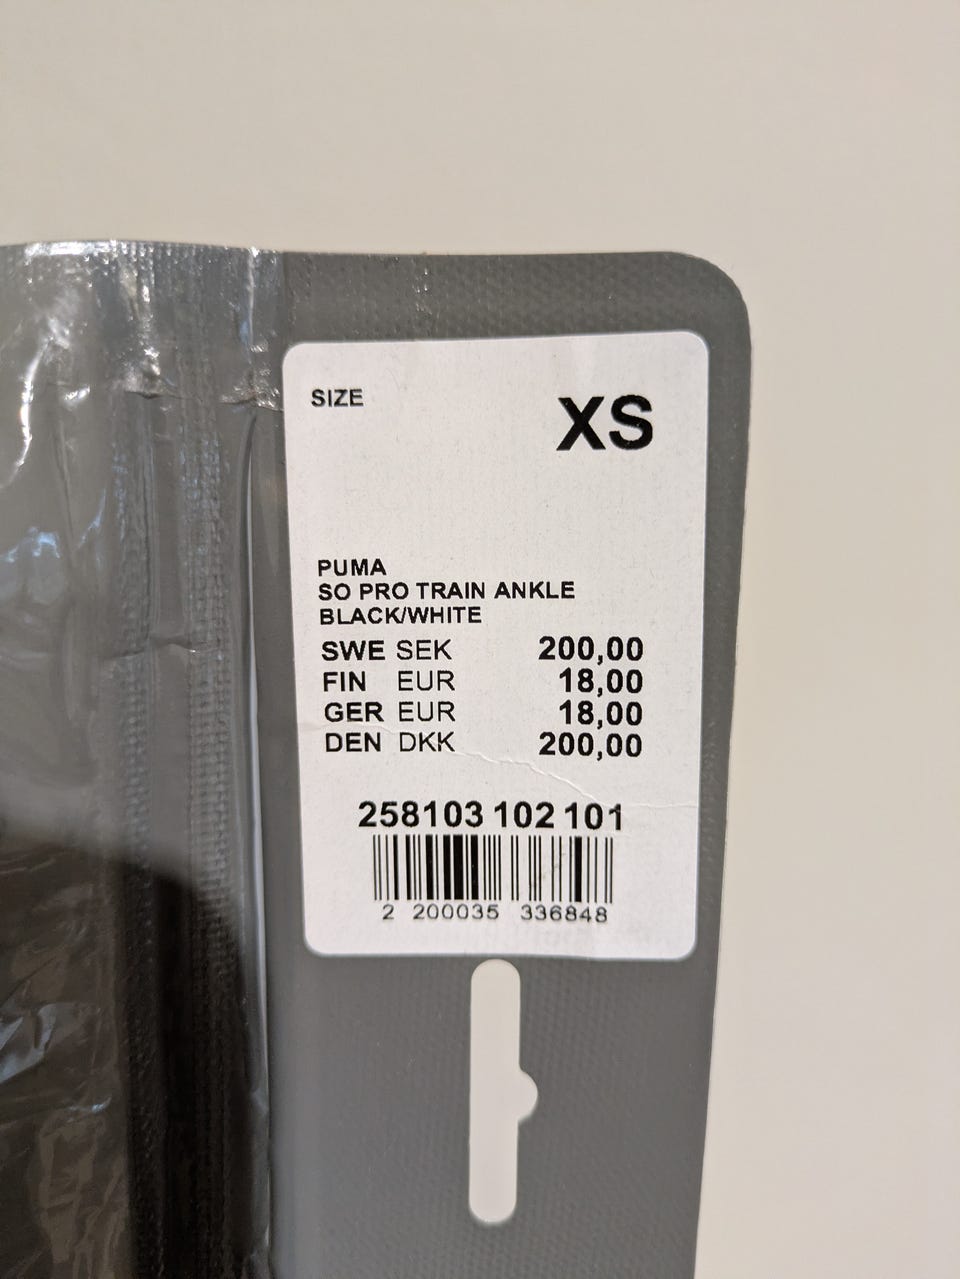 SIZE XS
PUMA
SO PRO TRAIN ANKLE
BLACK/WHITE
SWE SEK 200,00
FIN EUR 18,00
GER EUR 18,00
DEN DKK 200,00
258103 102 101
2 200035 336848